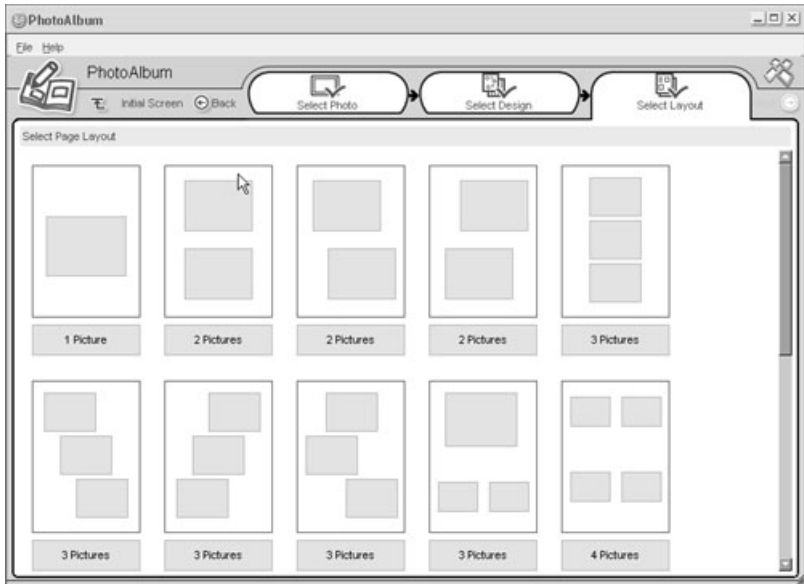 PhotoAlbum
File Help
PhotoAlbum
Initial Screen Back
Select Photo
Select Design
Select Layout
Select Page Layout
1 Picture
2 Pictures
2 Pictures
2 Pictures
3 Pictures
3 Pictures
3 Pictures
3 Pictures
3 Pictures
4 Pictures